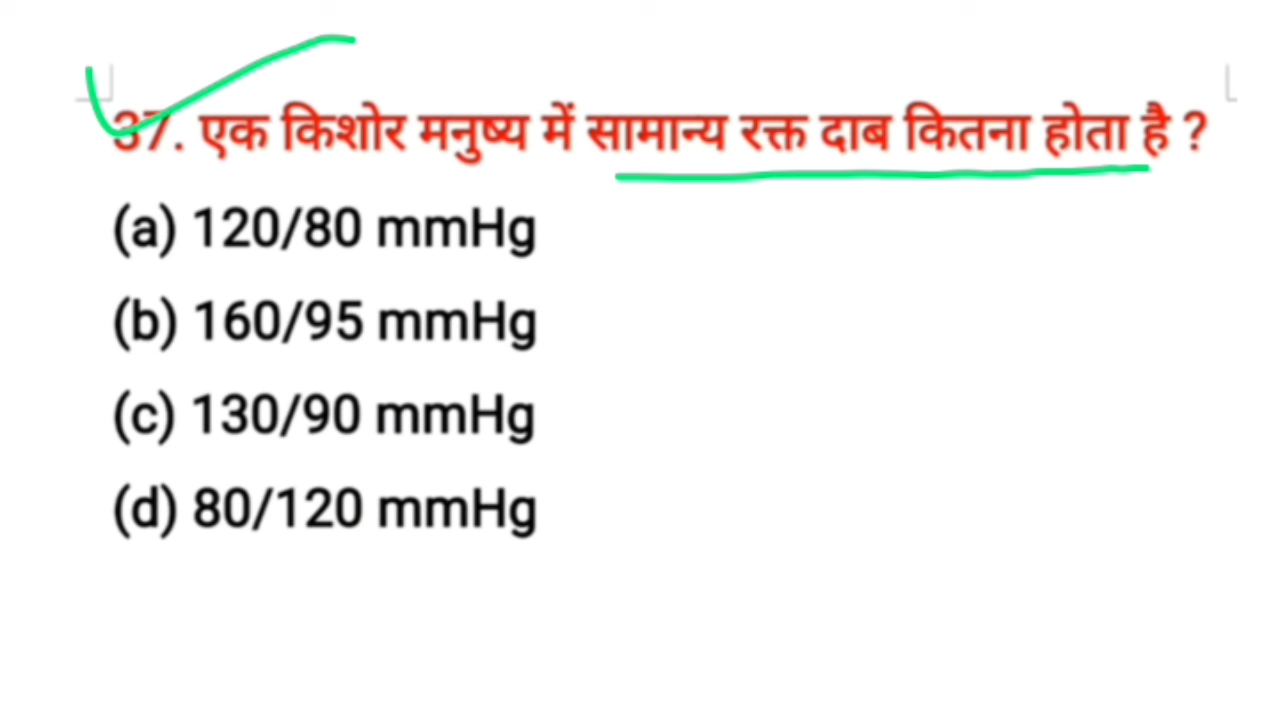 37. एक किशोर मनुष्य में सामान्य रक्त दाब कितना होता है ?
(a) 120/80 mmHg
(b) 160/95 mmHg
(c) 130/90 mmHg
(d) 80/120 mmHg